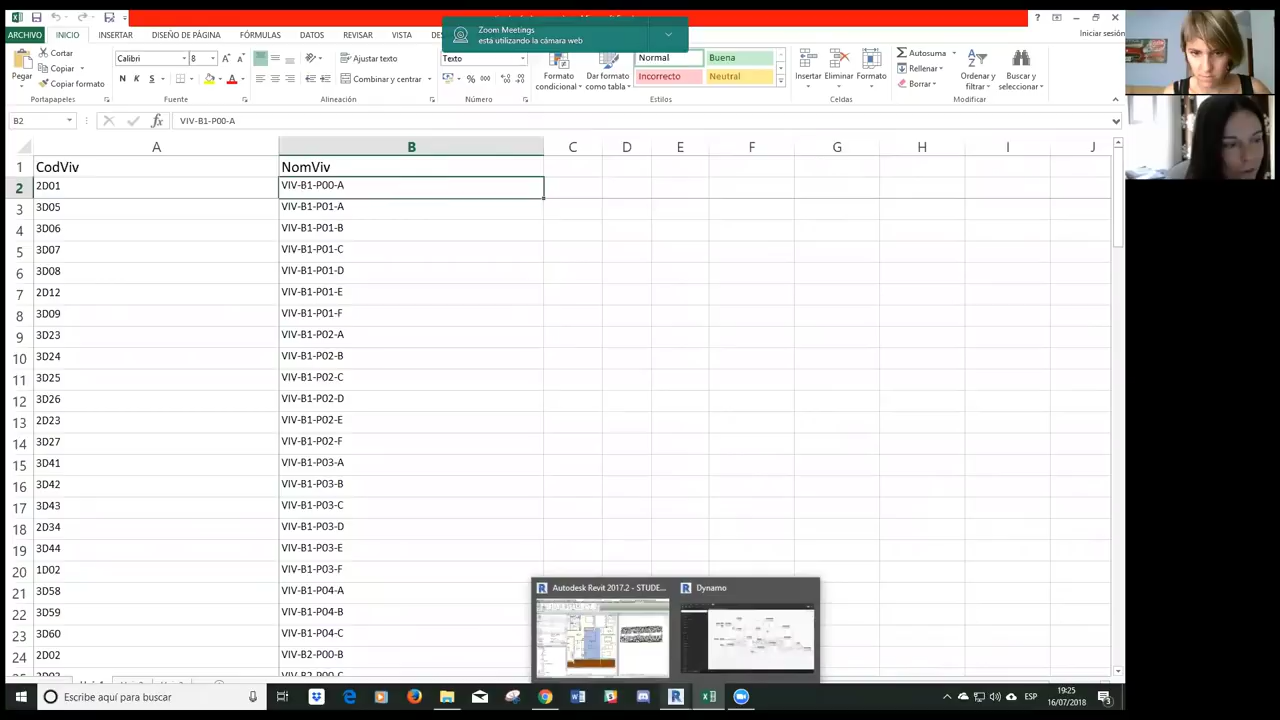 Zoom Meetings
está utilizando la cámara web
Iniciar sesión
ARCHIVO INICIO INSERTAR DISEÑO DE PÁGINA FÓRMULAS DATOS REVISAR VISTA
Cortar
Copiar
Copiar formato
Pegar
Portapapeles
Calibri 8
N K S
Fuente
Ajustar texto
Combinar y centrar
Alineación
Texto
Número
Formato condicional
Dar formato como tabla
Normal Buena
Incorrecto Neutral
Estilos
Insertar Eliminar Formato
Celdas
Autosuma
Rellenar
Borrar
Ordenar y filtrar
Buscar y seleccionar
Modificar
B2 fx VIV-B1-P00-A
A B C D E F G H I J
1 CodViv NomViv
2 2D01 VIV-B1-P00-A
3 3D05 VIV-B1-P01-A
4 3D06 VIV-B1-P01-B
5 3D07 VIV-B1-P01-C
6 3D08 VIV-B1-P01-D
7 2D12 VIV-B1-P01-E
8 3D09 VIV-B1-P01-F
9 3D23 VIV-B1-P02-A
10 3D24 VIV-B1-P02-B
11 3D25 VIV-B1-P02-C
12 3D26 VIV-B1-P02-D
13 2D23 VIV-B1-P02-E
14 3D27 VIV-B1-P02-F
15 3D41 VIV-B1-P03-A
16 3D42 VIV-B1-P03-B
17 3D43 VIV-B1-P03-C
18 2D34 VIV-B1-P03-D
19 3D44 VIV-B1-P03-E
20 1D02 VIV-B1-P03-F
21 3D58 VIV-B1-P04-A
22 3D59 VIV-B1-P04-B
23 3D60 VIV-B1-P04-C
24 2D02 VIV-B2-P00-B
Autodesk Revit 2017.2 - STUDE...
Dynamo
Escribe aquí para buscar
ESP
19:25
16/07/2018